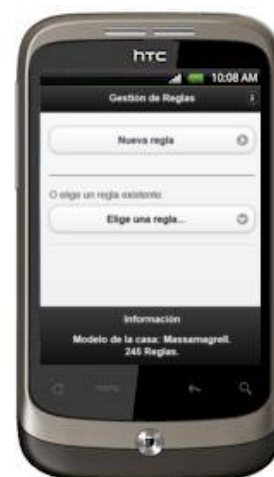 hTC
10:08 AM
Gestión de Reglas
Nueva regla
O elige un regla existente:
Elige una regla...
Información
Modelo de la casa: Massamagrell.
245 Reglas.
menu